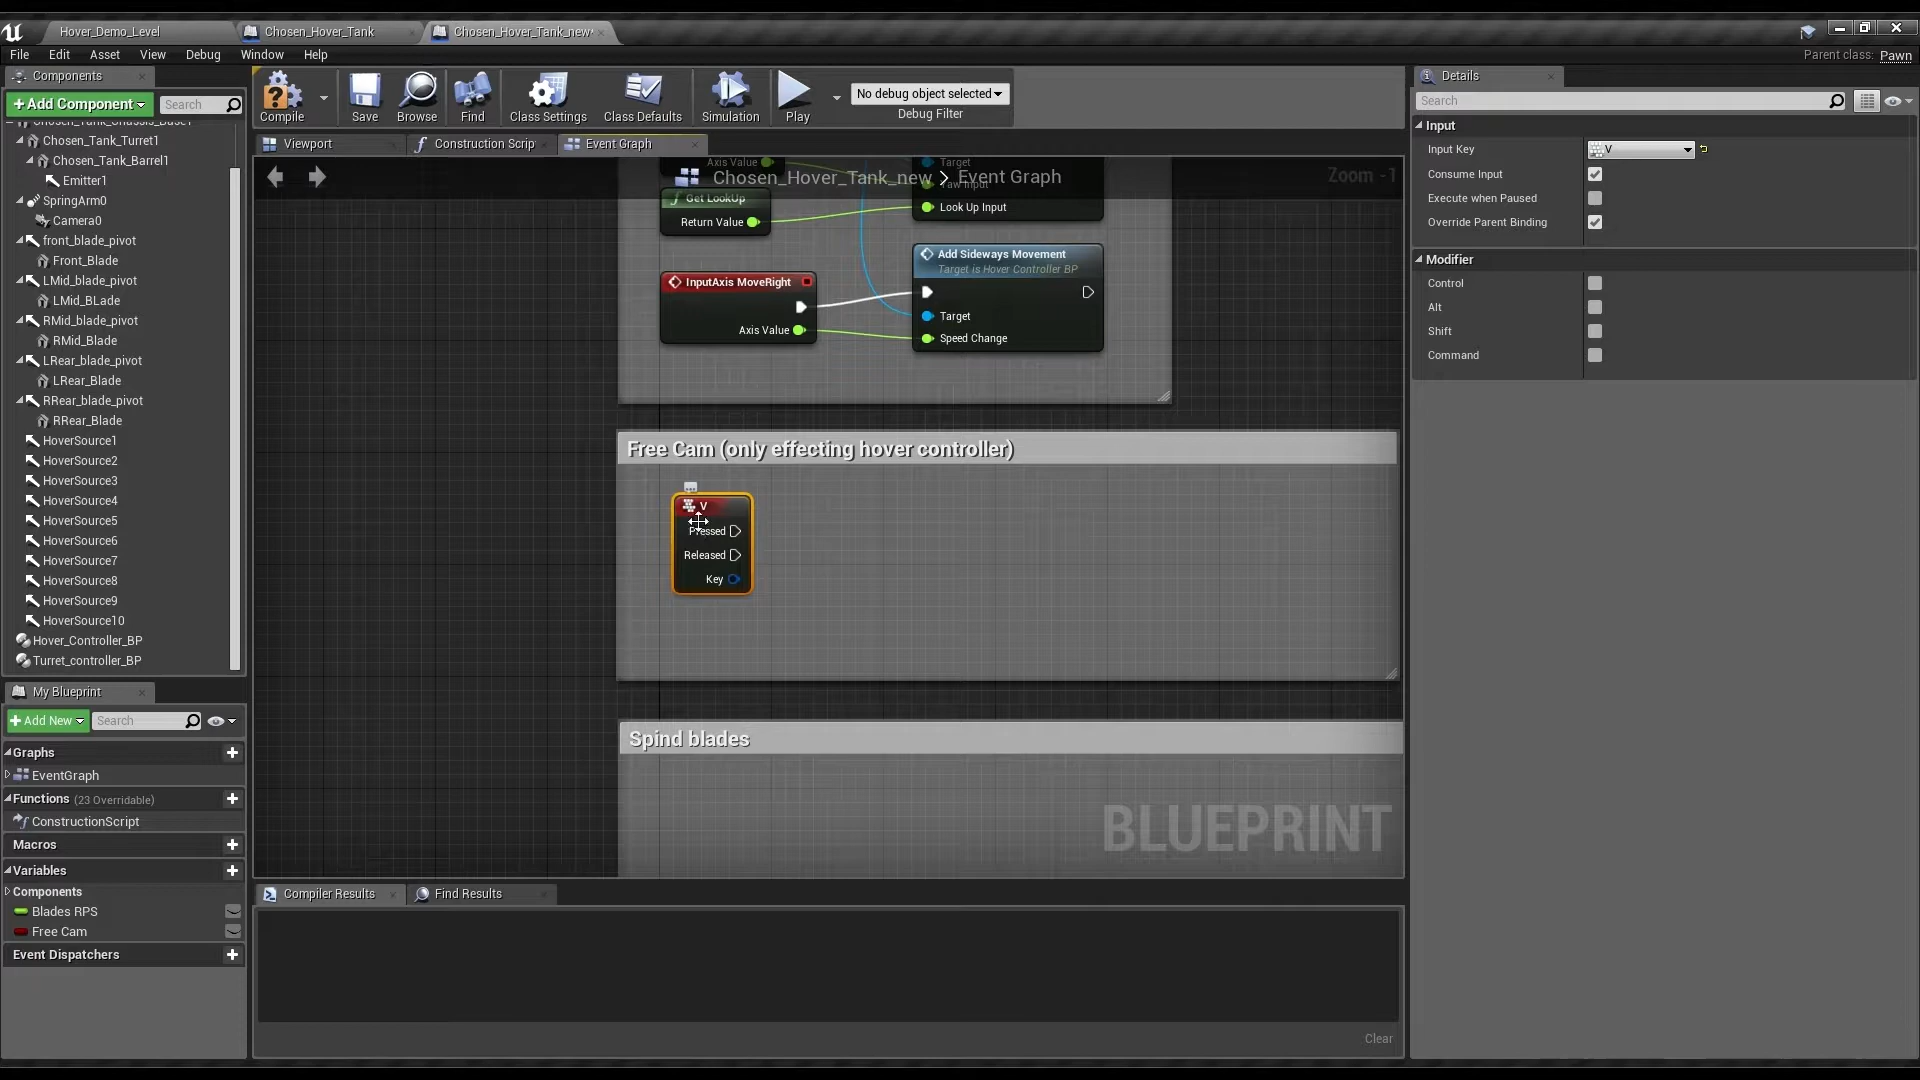 Hover_Demo_Level
Chosen_Hover_Tank
Chosen_Hover_Tank_new*
File Edit Asset View Debug Window Help
Parent class: Pawn
Components
+Add Component
Search
Chosen_Tank_Chassis_Base1
Chosen_Tank_Turret1
Chosen_Tank_Barrel1
Emitter1
SpringArm0
Camera0
front_blade_pivot
Front_Blade
LMid_blade_pivot
LMid_BLade
RMid_blade_pivot
RMid_Blade
LRear_blade_pivot
LRear_Blade
RRear_blade_pivot
RRear_Blade
HoverSource1
HoverSource2
HoverSource3
HoverSource4
HoverSource5
HoverSource6
HoverSource7
HoverSource8
HoverSource9
HoverSource10
Hover_Controller_BP
Turret_controller_BP
My Blueprint
+Add New
Search
Graphs
EventGraph
Functions (23 Overridable)
ConstructionScript
Macros
Variables
Components
Blades RPS
Free Cam
Event Dispatchers
Compile
Save
Browse
Find
Class Settings
Class Defaults
Simulation
Play
No debug object selected
Debug Filter
Viewport
Construction Scrip
Event Graph
Chosen_Hover_Tank_new > Event Graph
Zoom -1
Axis Value
Target
Yaw Input
Get LookUp
Return Value
Look Up Input
InputAxis MoveRight
Axis Value
Add Sideways Movement
Target is Hover Controller BP
Target
Speed Change
Free Cam (only effecting hover controller)
V
Pressed
Released
Key
Spind blades
BLUEPRINT
Compiler Results
Find Results
Clear
Details
Search
Input
Input Key
V
Consume Input
Execute when Paused
Override Parent Binding
Modifier
Control
Alt
Shift
Command